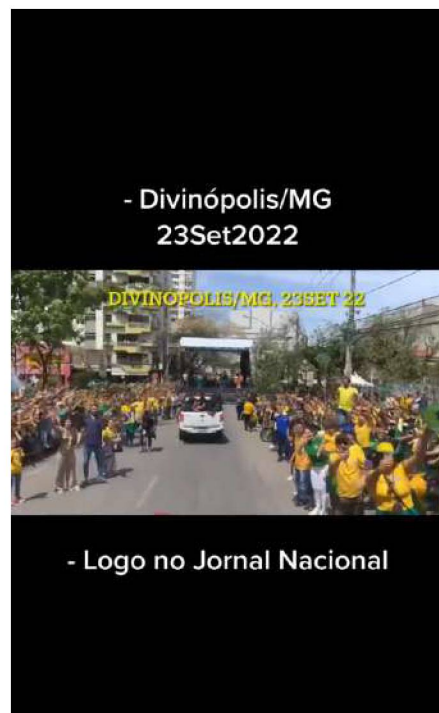 - Divinópolis/MG
23Set2022
DIVINOPOLIS/MG, 23SET 22
- Logo no Jornal Nacional